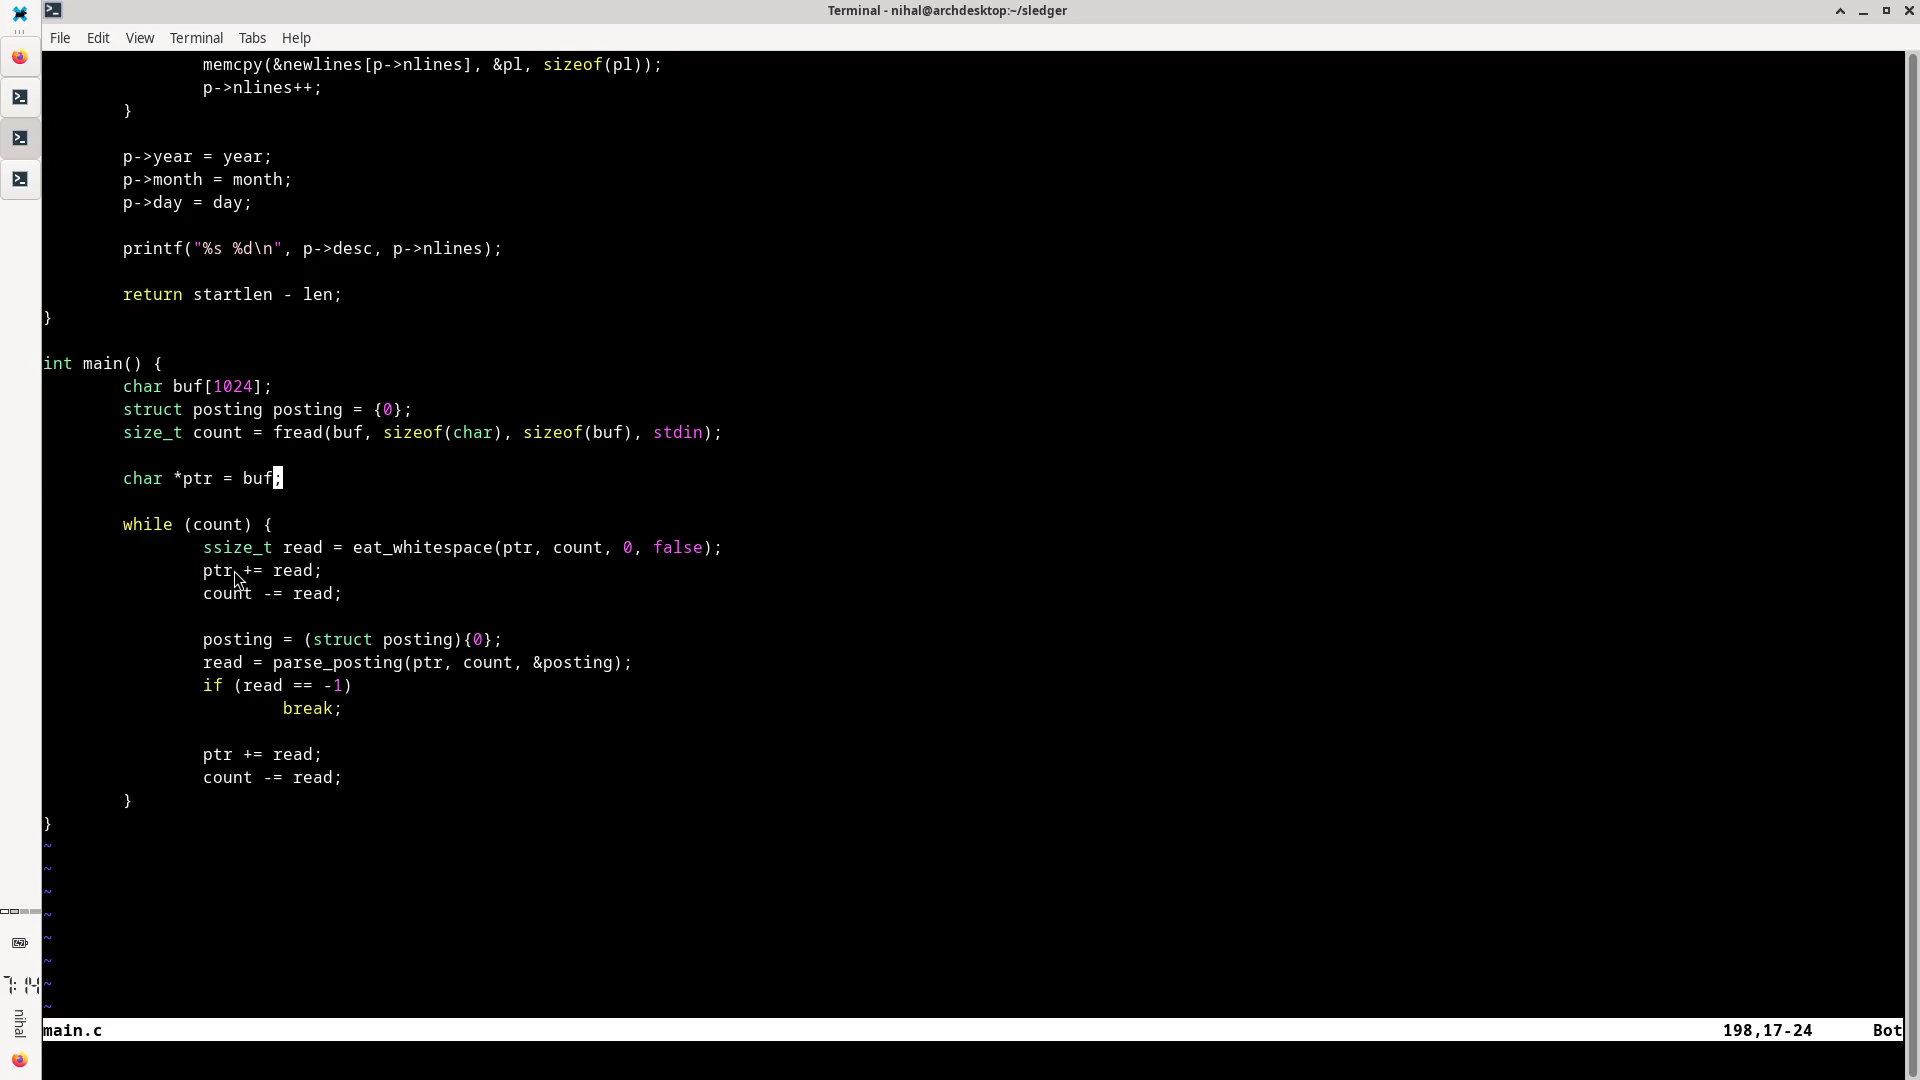 Terminal - nihal@archdesktop:~/sledger
File Edit View Terminal Tabs Help
memcpy(&newlines[p->nlines], &pl, sizeof(pl));
p->nlines++;
}
p->year = year;
p->month = month;
p->day = day;
printf("%s %d\n", p->desc, p->nlines);
return startlen - len;
}
int main() {
char buf[1024];
struct posting posting = {0};
size_t count = fread(buf, sizeof(char), sizeof(buf), stdin);
char *ptr = buf;
while (count) {
ssize_t read = eat_whitespace(ptr, count, 0, false);
ptr += read;
count -= read;
posting = (struct posting){0};
read = parse_posting(ptr, count, &posting);
if (read == -1)
break;
ptr += read;
count -= read;
}
}
~
~
~
~
~
~
~
~
main.c 198,17-24 Bot
7:14
nihal